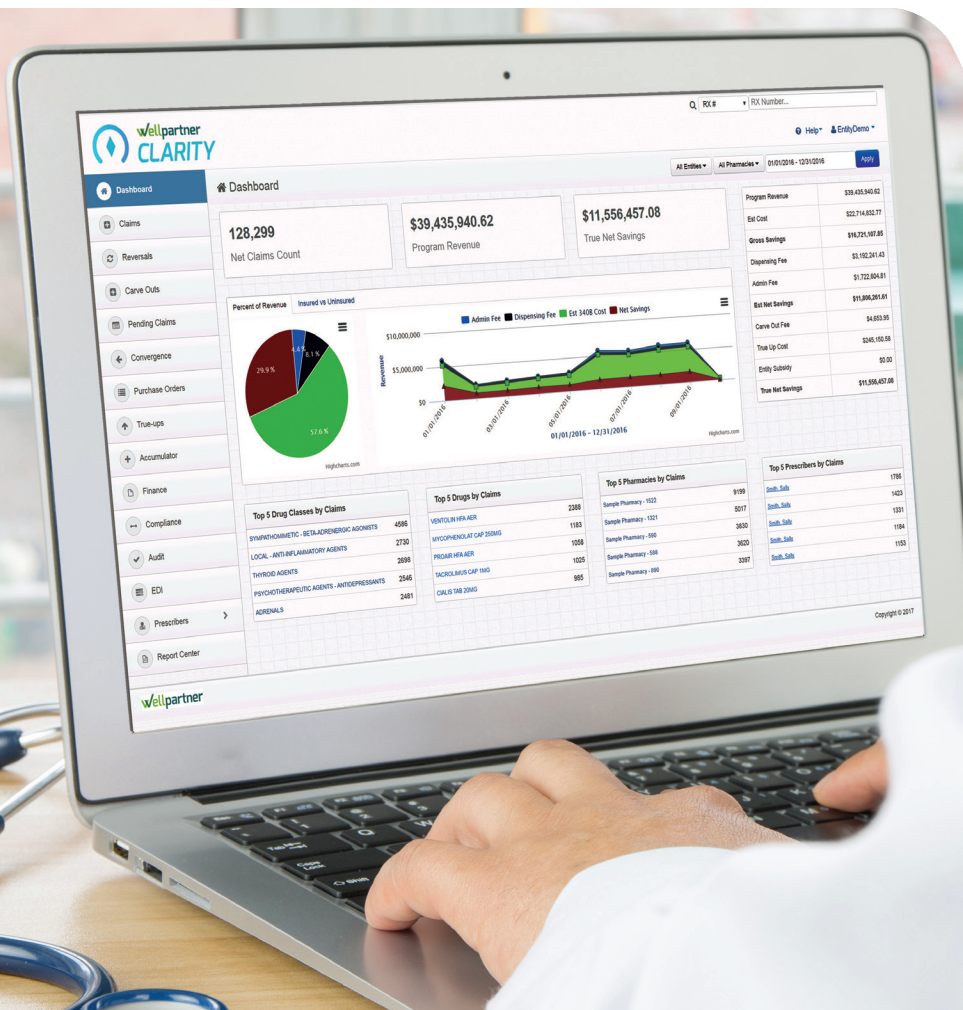 RX #
RX Number...
wellpartner
CLARITY
Help
EntityDemo
Dashboard
Claims
Reversals
Carve Outs
Pending Claims
Convergence
Purchase Orders
True-ups
Accumulator
Finance
Compliance
Audit
EDI
Prescribers
Report Center
Dashboard
All Entities
All Pharmacies
01/01/2016 - 12/31/2016
Apply
128,299
Net Claims Count
$39,435,940.62
Program Revenue
$11,556,457.08
True Net Savings
Program Revenue $39,435,940.62
Est Cost $22,714,832.77
Gross Savings $16,721,107.85
Dispensing Fee $3,192,241.43
Admin Fee $1,722,604.81
Est Net Savings $11,806,261.61
Carve Out Fee $4,653.95
True Up Cost $245,150.58
Entity Subsidy $0.00
True Net Savings $11,556,457.08
Percent of Revenue Insured vs Uninsured
4.4 %
8.1 %
29.9 %
57.6 %
Highcharts.com
Admin Fee Dispensing Fee Est 340B Cost Net Savings
$10,000,000
$5,000,000
$0
Revenue
01/01/2016
03/01/2016
05/01/2016
07/01/2016
09/01/2016
01/01/2016 - 12/31/2016
Highcharts.com
Top 5 Drug Classes by Claims
SYMPATHOMIMETIC - BETA-ADRENERGIC AGONISTS 4586
LOCAL - ANTI-INFLAMMATORY AGENTS 2730
THYROID AGENTS 2698
PSYCHOTHERAPEUTIC AGENTS - ANTIDEPRESSANTS 2546
ADRENALS 2481
Top 5 Drugs by Claims
VENTOLIN HFA AER 2388
MYCOPHENOLAT CAP 250MG 1183
PROAIR HFA AER 1058
TACROLIMUS CAP 1MG 1025
CIALIS TAB 20MG 985
Top 5 Pharmacies by Claims
Sample Pharmacy - 1522 9199
Sample Pharmacy - 1321 5017
Sample Pharmacy - 590 3830
Sample Pharmacy - 3620
Sample Pharmacy - 3397
Top 5 Prescribers by Claims
Smith, Sally 1786
Smith, Sally 1423
Smith, Sally 1331
Smith, Sally 1184
Smith, Sally 1153
Copyright © 2017
wellpartner
Caps
Lock
Shift